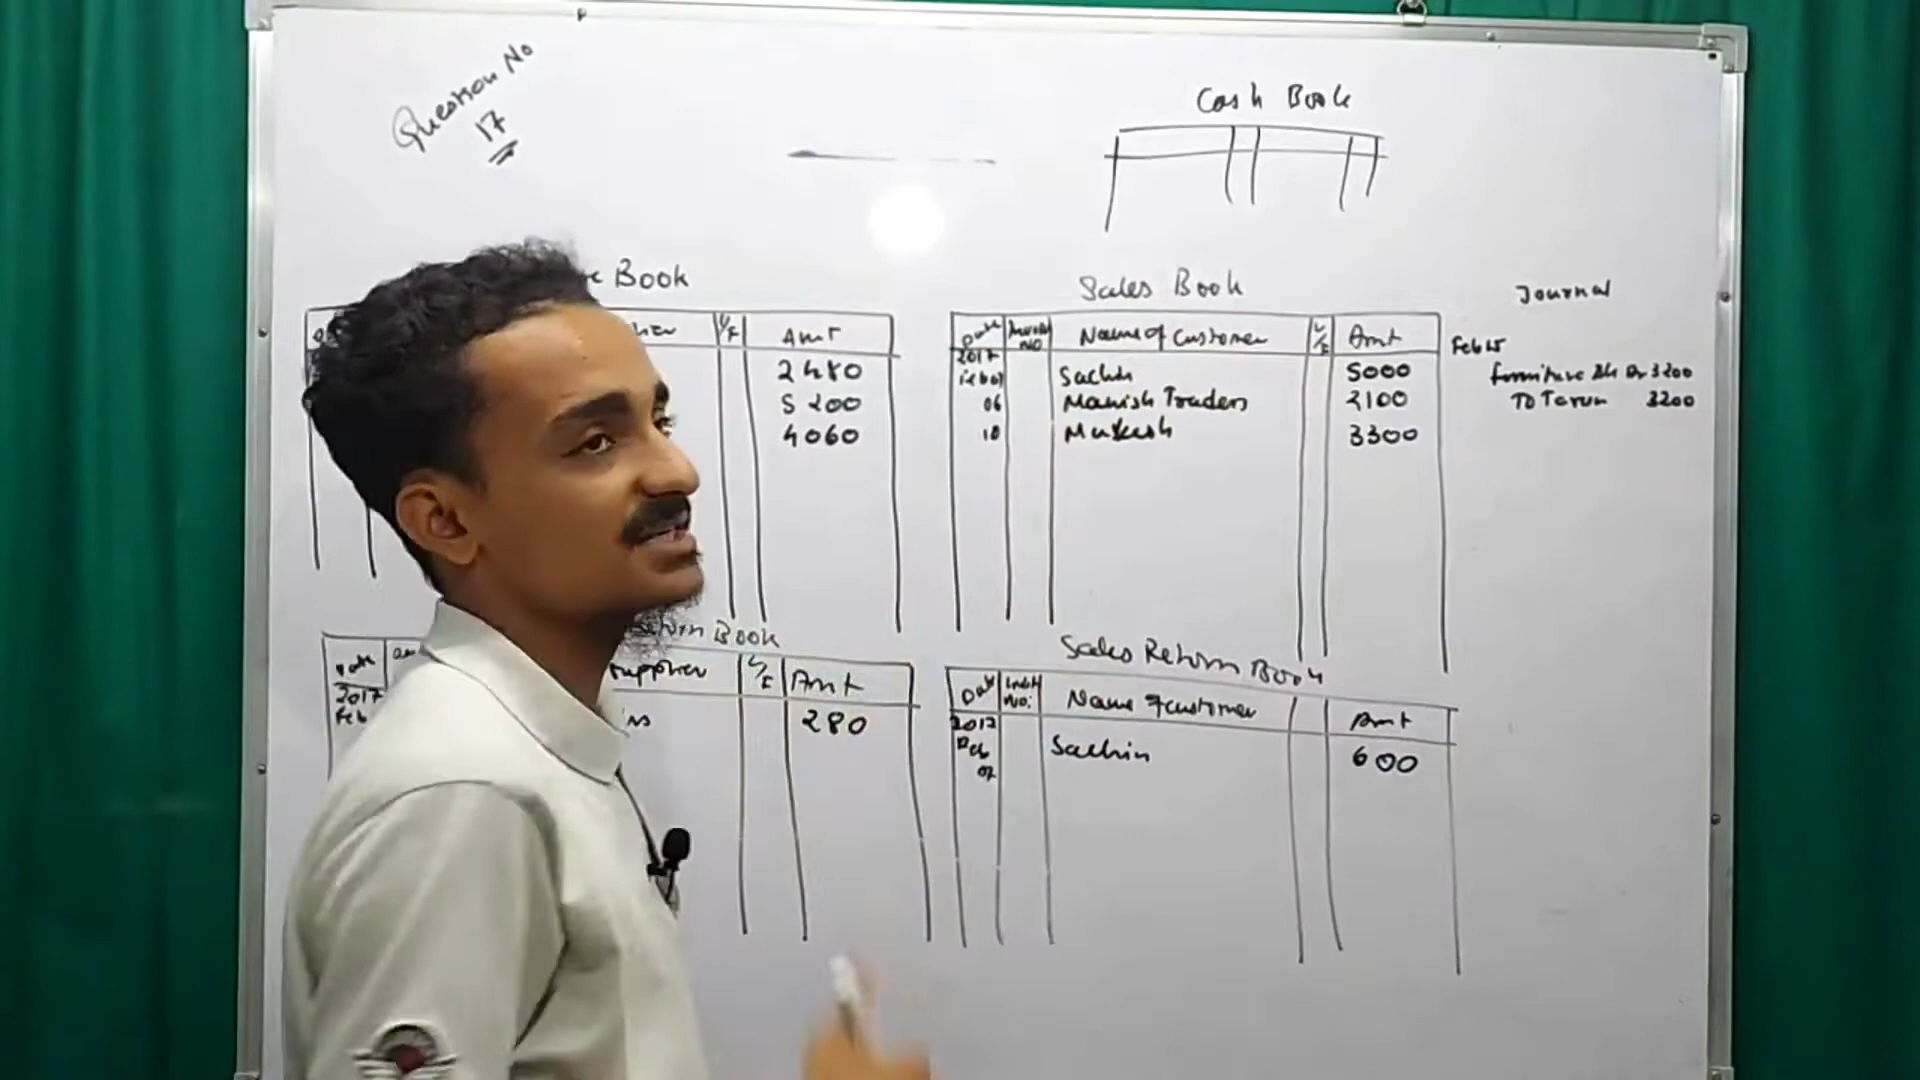 Question No
17
Cash Book
Book
Amt
2480
5200
4060
Sales Book
Date Invoice No Name of Customer L/F Amt
2017
Feb 01 Sachin 5000
06 Manish Traders 2100
10 Mukesh 3300
Journal
Feb 15
furniture A/c Dr 3200
To Tarun 3200
Return Book
Date supplier L/F Amt
2017
Feb 280
Sales Return Book
Date No. Name of customer Amt
2017
Feb Sachin 600
07